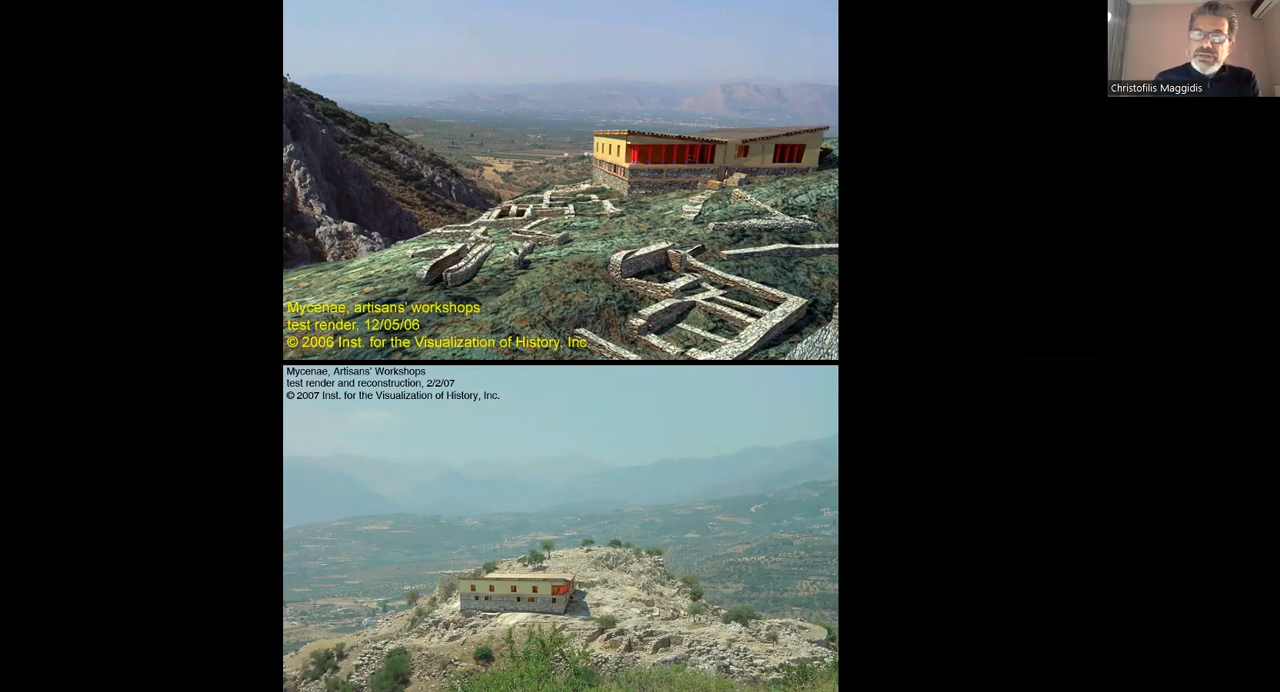 Christofilis Maggidis
Mycenae, artisans' workshops
test render, 12/05/06
© 2006 Inst. for the Visualization of History, Inc.
Mycenae, Artisans' Workshops
test render and reconstruction, 2/2/07
© 2007 Inst. for the Visualization of History, Inc.